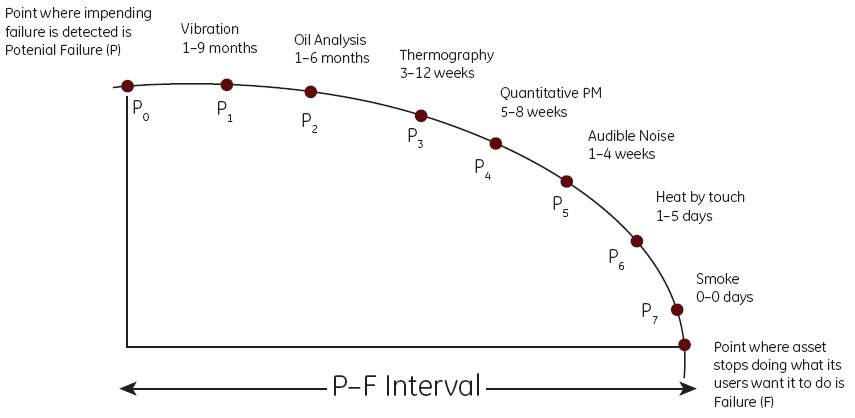 Point where impending
failure is detected is
Potenial Failure (P)
Vibration
1–9 months
Oil Analysis
1–6 months
Thermography
3–12 weeks
Quantitative PM
5–8 weeks
Audible Noise
1–4 weeks
Heat by touch
1–5 days
Smoke
0–0 days
P0
P1
P2
P3
P4
P5
P6
P7
Point where asset
stops doing what its
users want it to do is
Failure (F)
P–F Interval